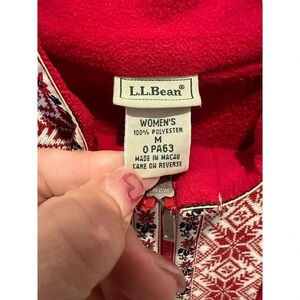 L.L.Bean®
WOMEN'S
100% POLYESTER
M
0 PA63
MADE IN MACAU
CARE ON REVERSE